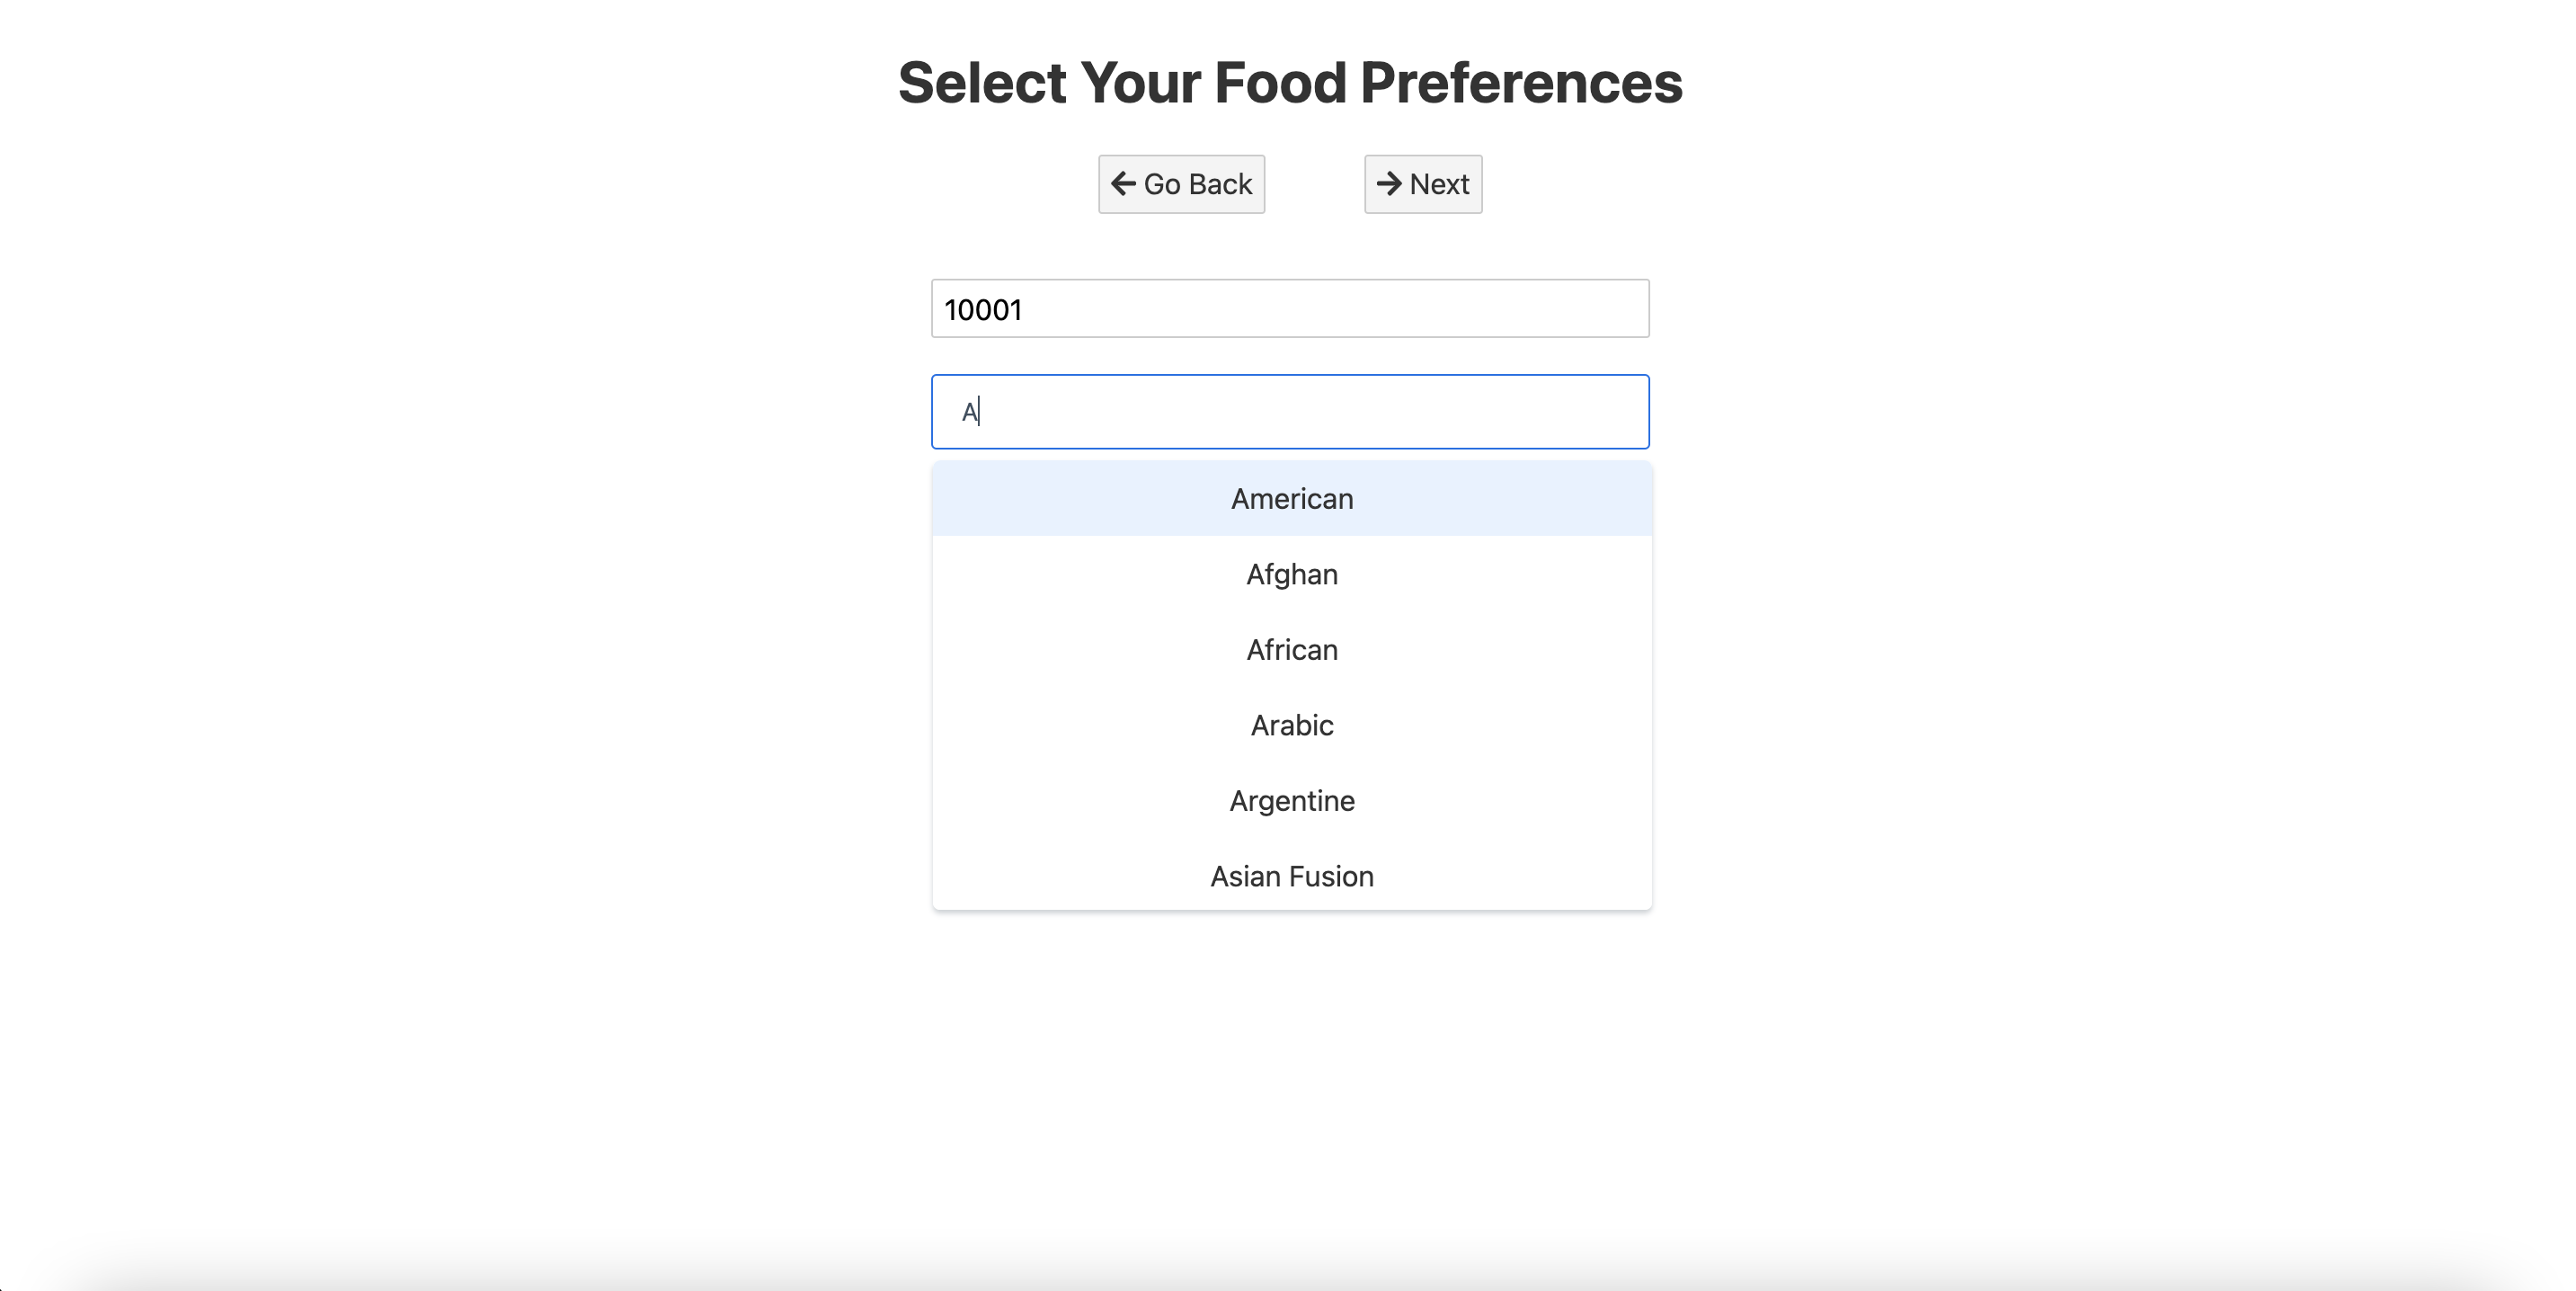 Select Your Food Preferences
Go Back Next
10001
A
American
Afghan
African
Arabic
Argentine
Asian Fusion